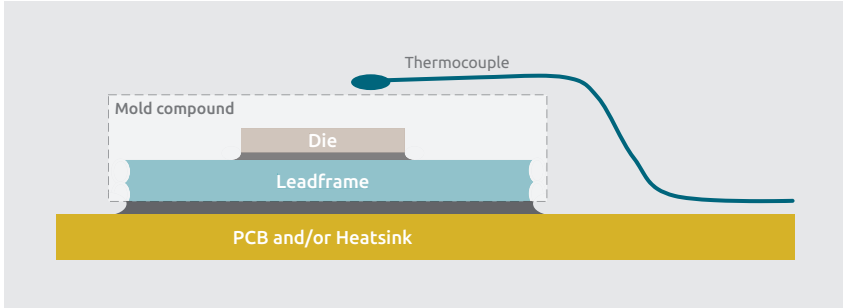 Thermocouple
Mold compound
Die
Leadframe
PCB and/or Heatsink